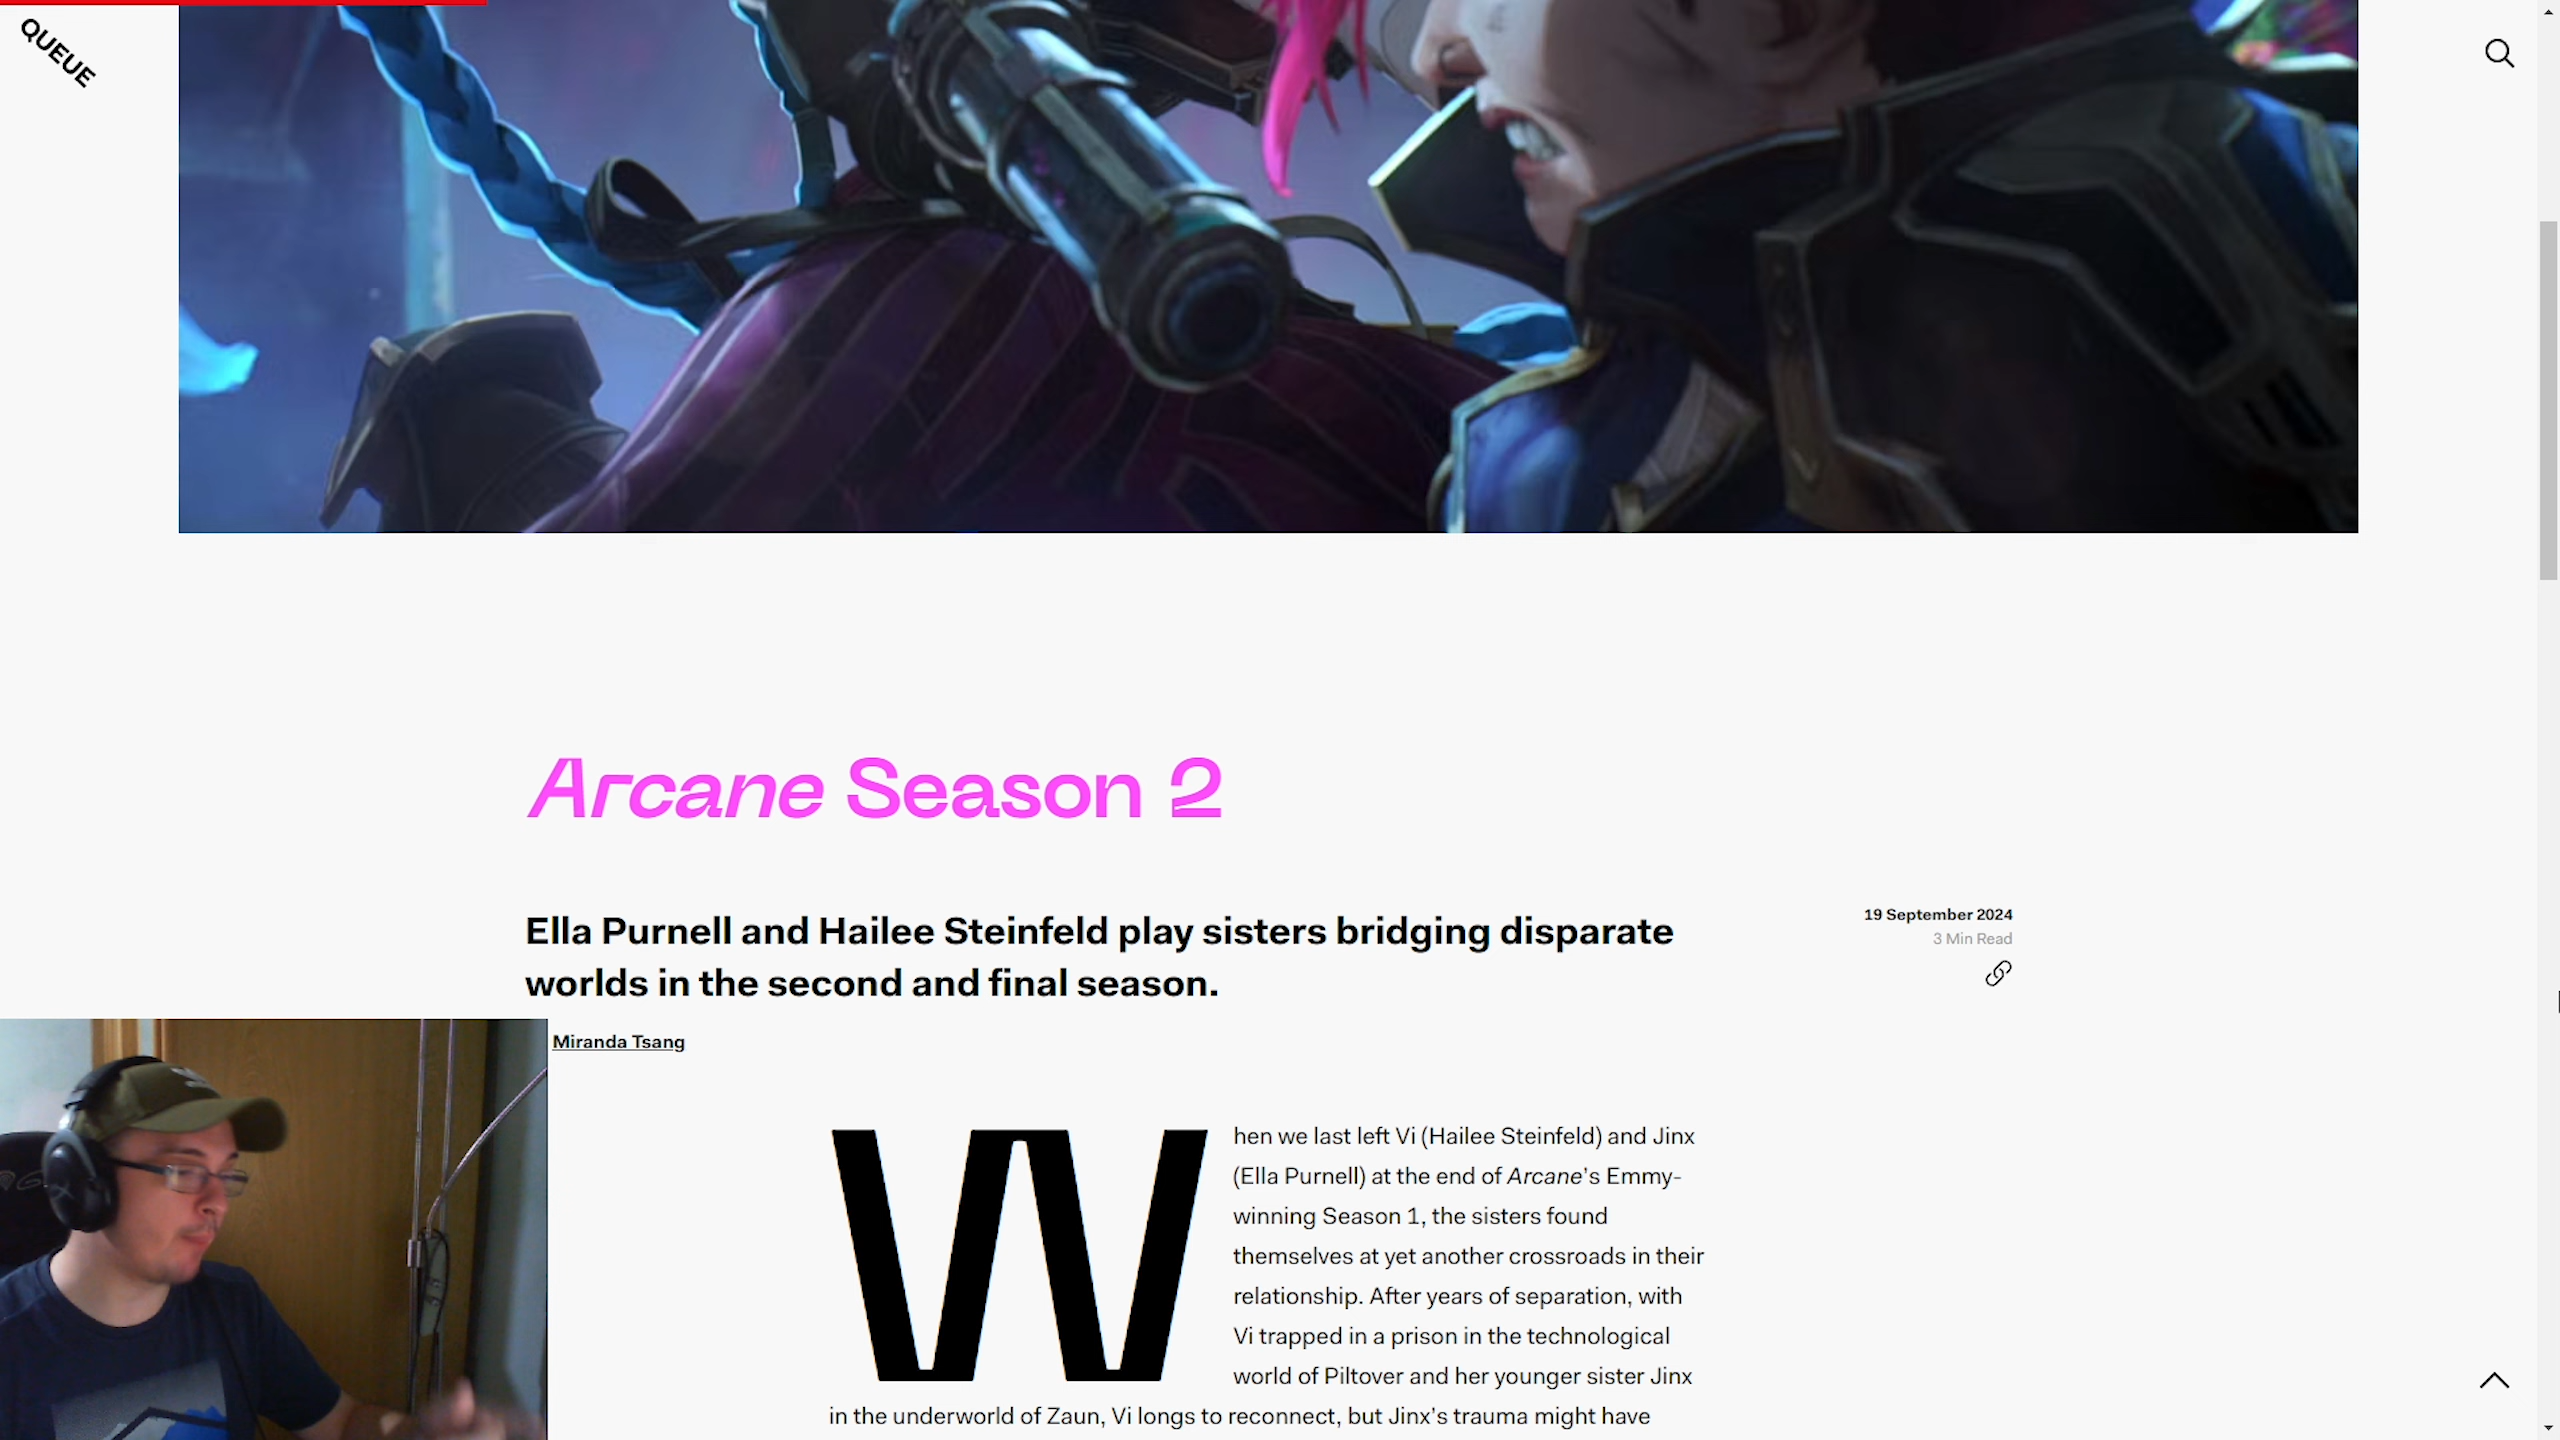 QUEUE
Arcane Season 2
Ella Purnell and Hailee Steinfeld play sisters bridging disparate
worlds in the second and final season.
19 September 2024
3 Min Read
Miranda Tsang
When we last left Vi (Hailee Steinfeld) and Jinx
(Ella Purnell) at the end of Arcane’s Emmy-
winning Season 1, the sisters found
themselves at yet another crossroads in their
relationship. After years of separation, with
Vi trapped in a prison in the technological
world of Piltover and her younger sister Jinx
in the underworld of Zaun, Vi longs to reconnect, but Jinx’s trauma might have